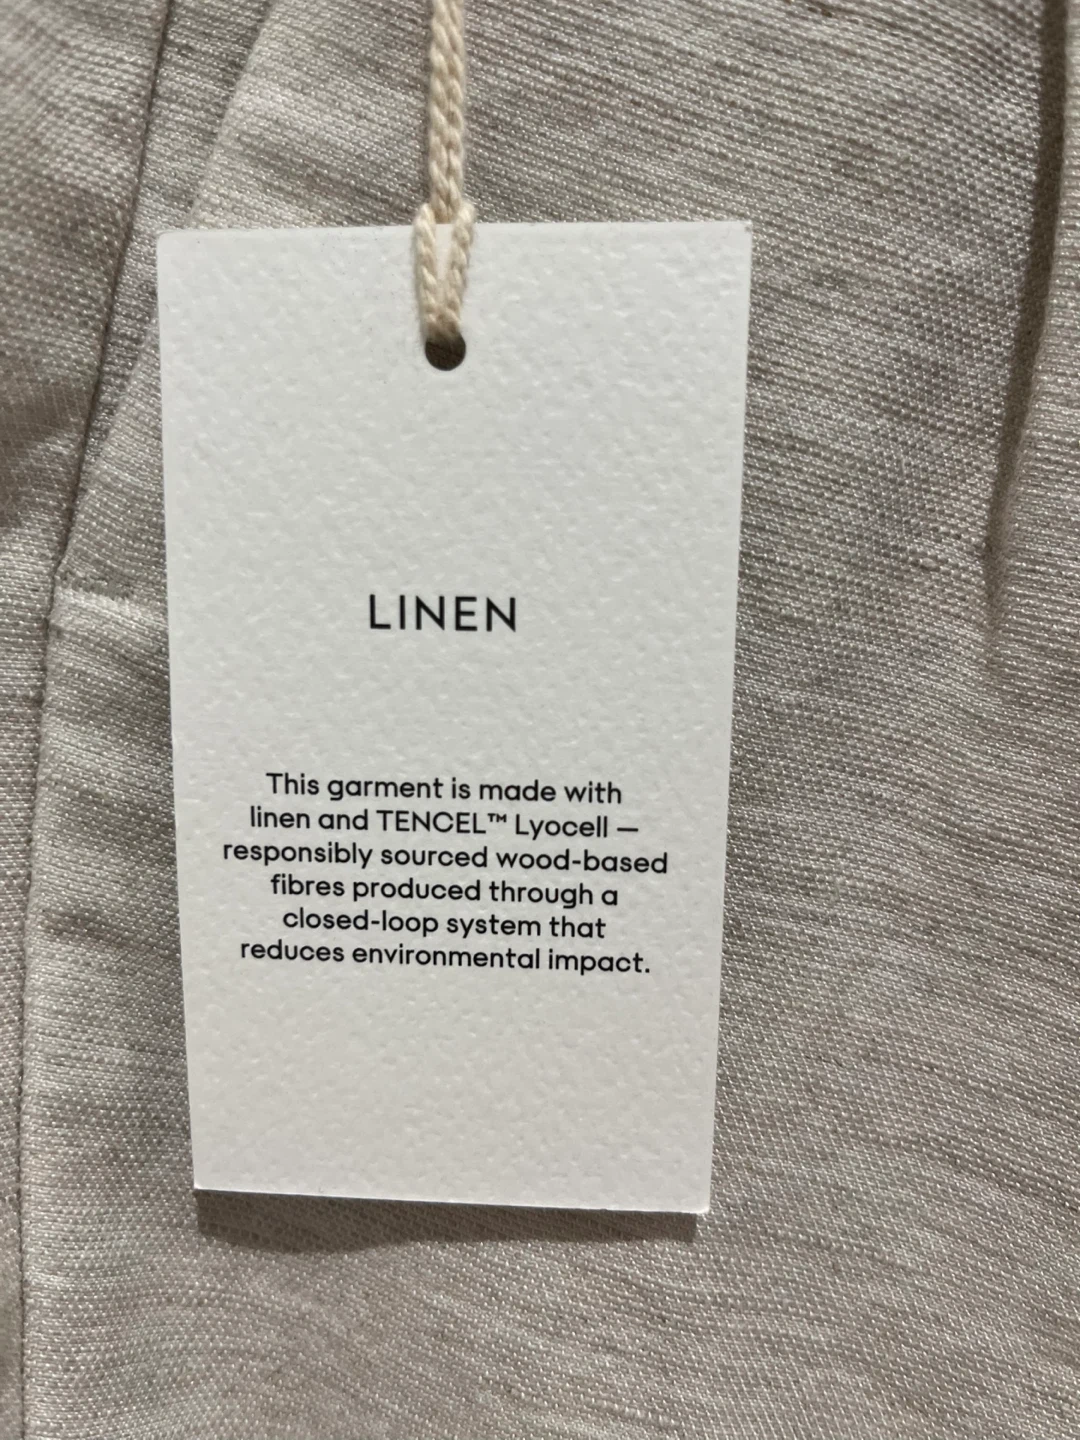 LINEN
This garment is made with
linen and TENCEL™ Lyocell —
responsibly sourced wood-based
fibres produced through a
closed-loop system that
reduces environmental impact.